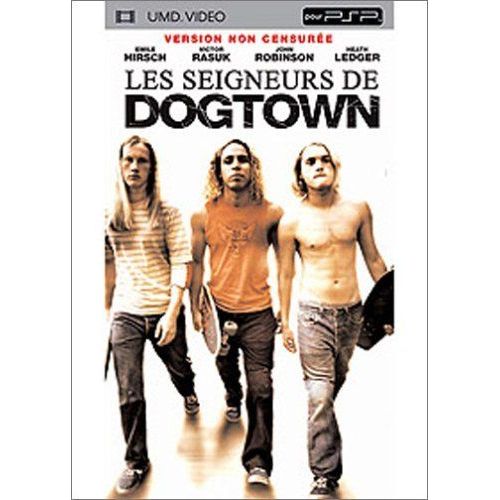 UMD VIDEO pour PSP
VERSION NON CENSURÉE
EMILE HIRSCH VICTOR RASUK JOHN ROBINSON HEATH LEDGER
LES SEIGNEURS DE
DOGTOWN